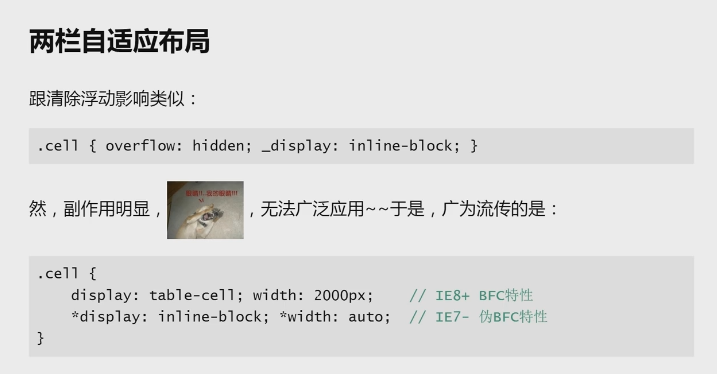 两栏自适应布局
跟清除浮动影响类似：
.cell { overflow: hidden; _display: inline-block; }
然，副作用明显，，无法广泛应用~~于是，广为流传的是：
.cell {
display: table-cell; width: 2000px; // IE8+ BFC特性
*display: inline-block; *width: auto; // IE7- 伪BFC特性
}